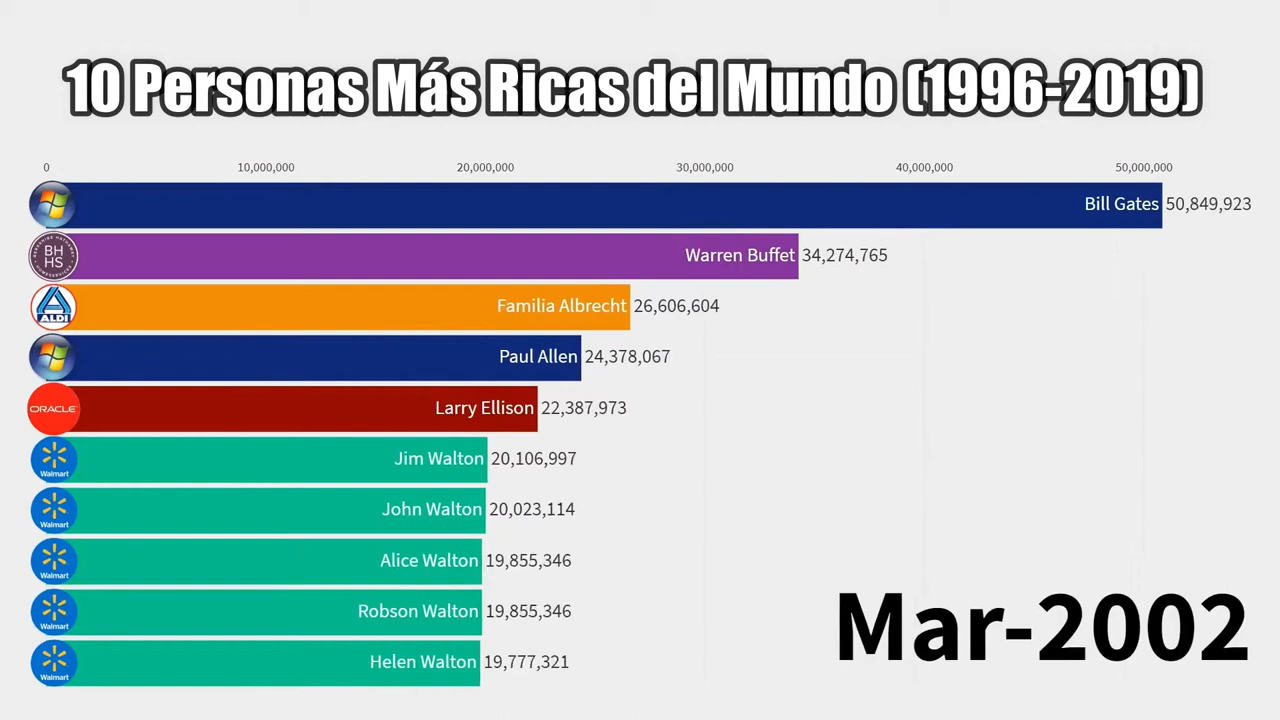 10 Personas Más Ricas del Mundo (1996-2019)
0 10,000,000 20,000,000 30,000,000 40,000,000 50,000,000
Bill Gates 50,849,923
BH HS Warren Buffet 34,274,765
ALDI Familia Albrecht 26,606,604
Paul Allen 24,378,067
ORACLE Larry Ellison 22,387,973
Walmart Jim Walton 20,106,997
Walmart John Walton 20,023,114
Walmart Alice Walton 19,855,346
Walmart Robson Walton 19,855,346
Walmart Helen Walton 19,777,321
Mar-2002